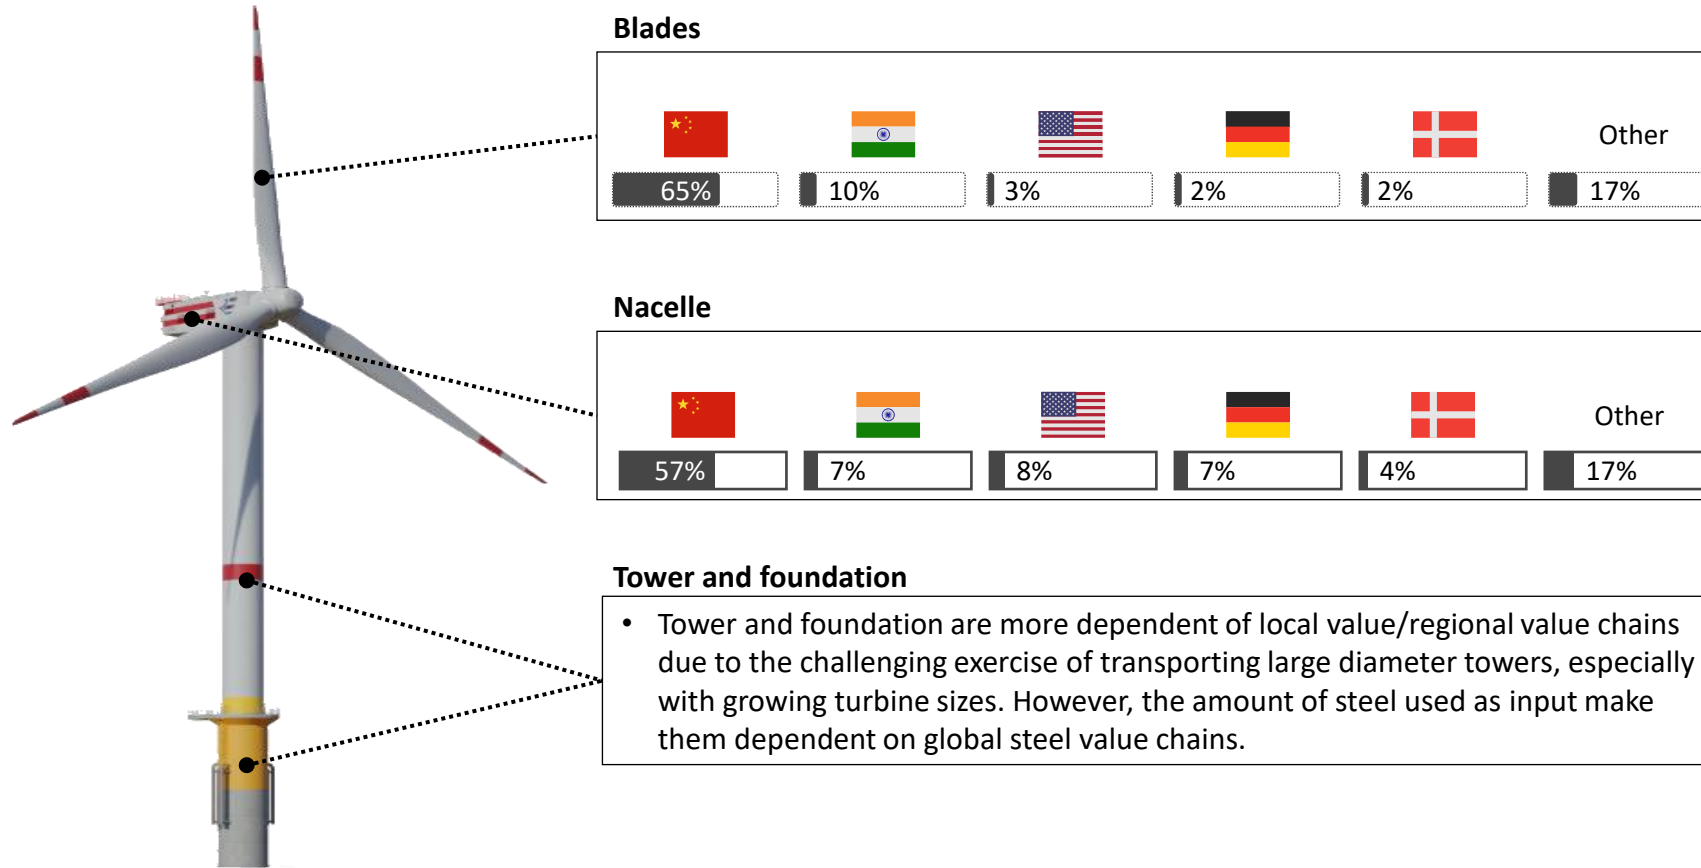 Blades
Other
65% 10% 3% 2% 2% 17%
Nacelle
Other
57% 7% 8% 7% 4% 17%
Tower and foundation
• Tower and foundation are more dependent of local value/regional value chains
due to the challenging exercise of transporting large diameter towers, especially
with growing turbine sizes. However, the amount of steel used as input make
them dependent on global steel value chains.